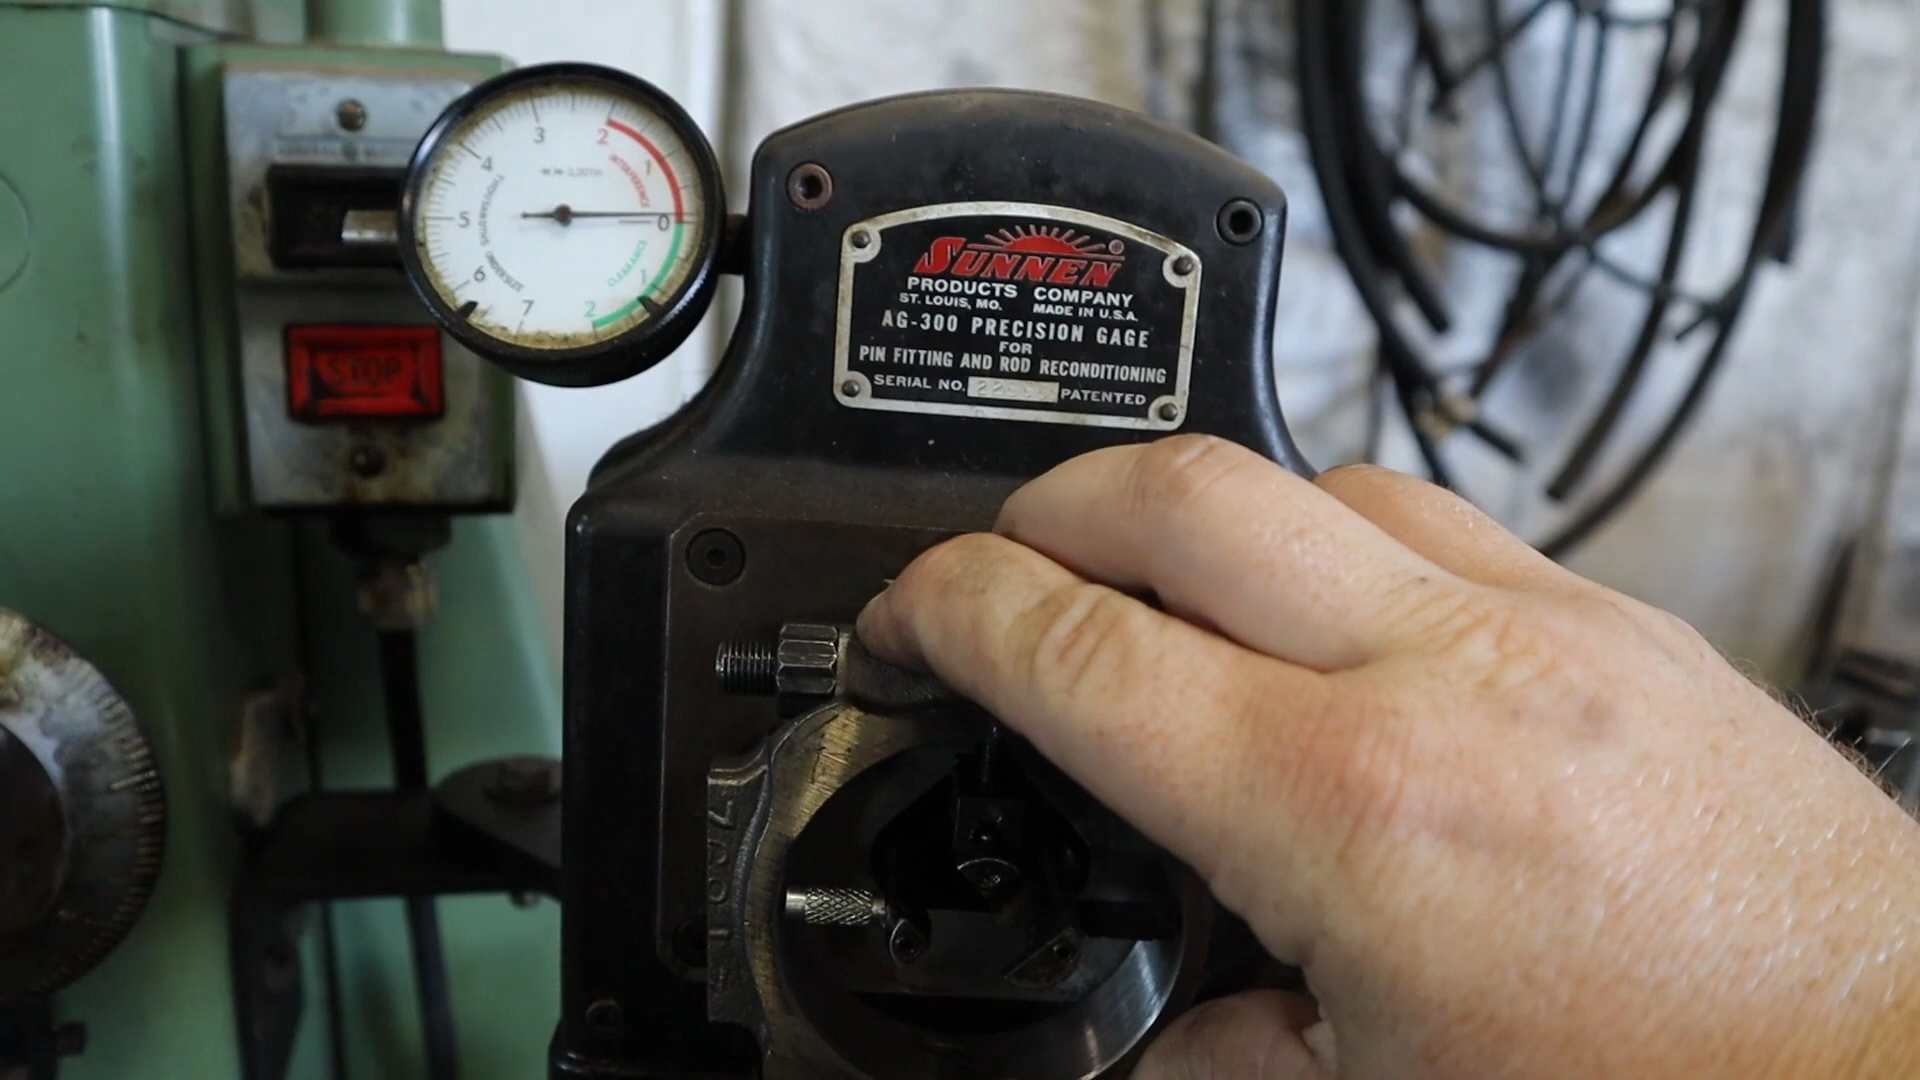 3
2
4
1
INTERFERENCE
5
0
6
CLEARANCE
1
7
2
STOP
SUNNEN ®
PRODUCTS COMPANY
ST. LOUIS, MO. MADE IN U.S.A.
AG-300 PRECISION GAGE
FOR
PIN FITTING AND ROD RECONDITIONING
SERIAL NO. PATENTED